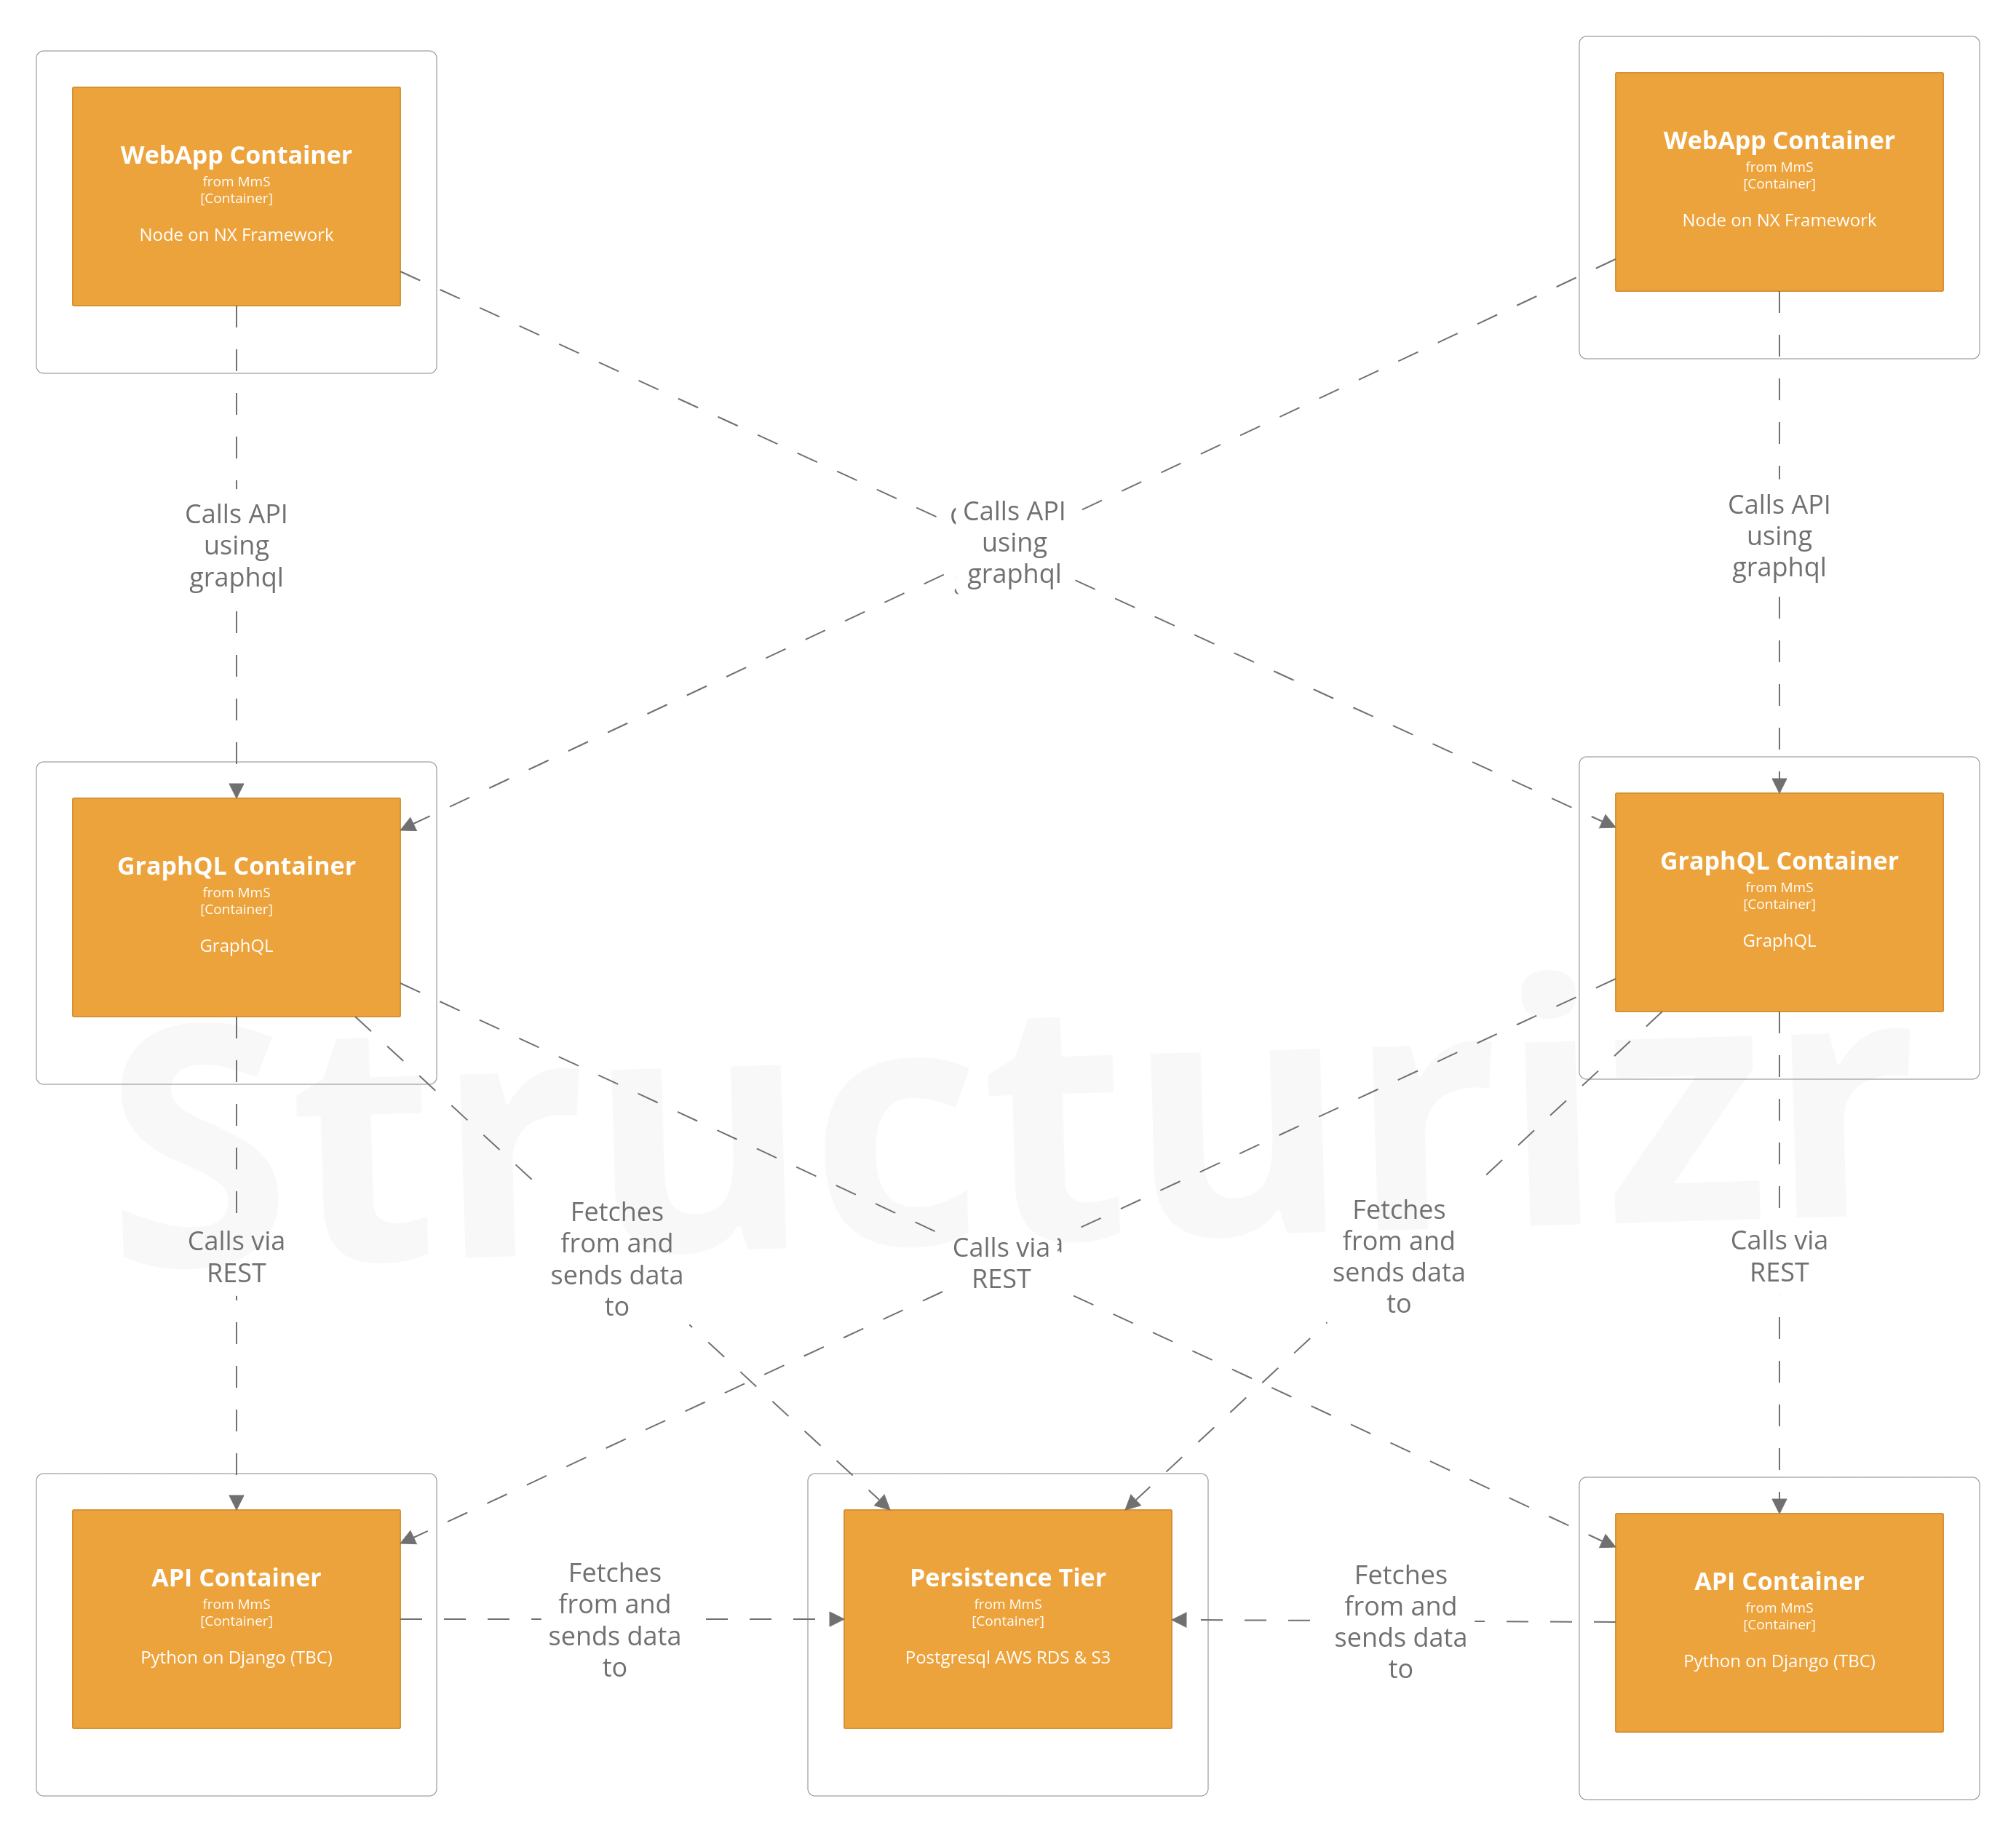 WebApp Container
from MmS
[Container]
Node on NX Framework
WebApp Container
from MmS
[Container]
Node on NX Framework
Calls API
using
graphql
Calls API
using
graphql
Calls API
using
graphql
GraphQL Container
from MmS
[Container]
GraphQL
GraphQL Container
from MmS
[Container]
GraphQL
Structurizr
Calls via
REST
Fetches
from and
sends data
to
Calls via
REST
Fetches
from and
sends data
to
Calls via
REST
API Container
from MmS
[Container]
Python on Django (TBC)
Fetches
from and
sends data
to
Persistence Tier
from MmS
[Container]
Postgresql AWS RDS & S3
Fetches
from and
sends data
to
API Container
from MmS
[Container]
Python on Django (TBC)